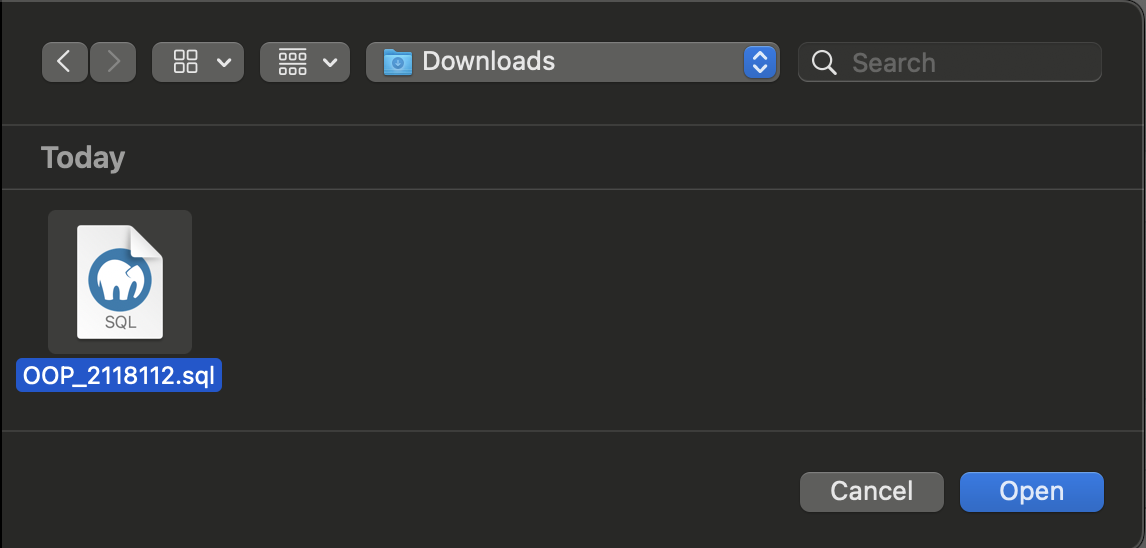 Downloads
Search
Today
SQL
OOP_2118112.sql
Cancel
Open